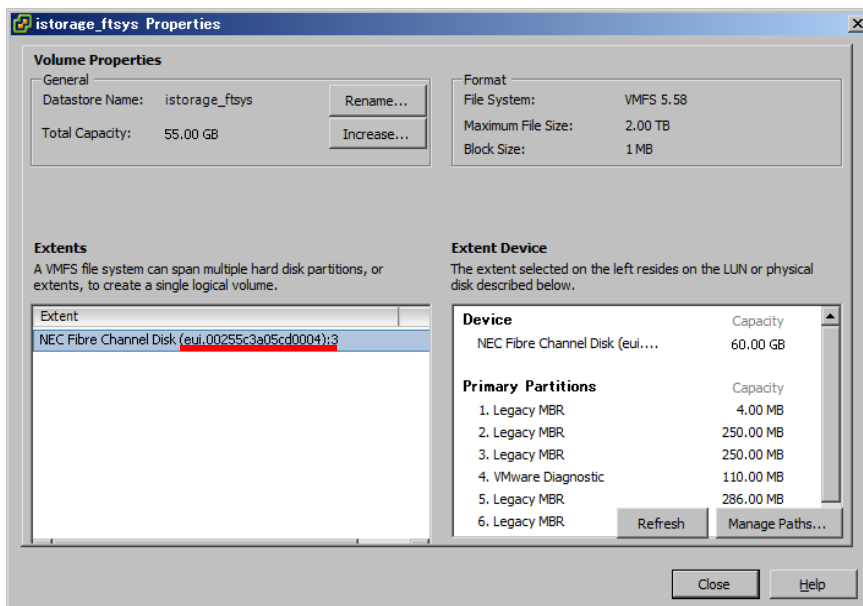 istorage_ftsys Properties
Volume Properties
General
Datastore Name: istorage_ftsys
Rename...
Total Capacity: 55.00 GB
Increase...
Format
File System: VMFS 5.58
Maximum File Size: 2.00 TB
Block Size: 1 MB
Extents
A VMFS file system can span multiple hard disk partitions, or
extents, to create a single logical volume.
Extent
NEC Fibre Channel Disk (eui.00255c3a05cd0004):3
Extent Device
The extent selected on the left resides on the LUN or physical
disk described below.
Device Capacity
NEC Fibre Channel Disk (eui.... 60.00 GB
Primary Partitions Capacity
1. Legacy MBR 4.00 MB
2. Legacy MBR 250.00 MB
3. Legacy MBR 250.00 MB
4. VMware Diagnostic 110.00 MB
5. Legacy MBR 286.00 MB
6. Legacy MBR
Refresh
Manage Paths...
Close
Help